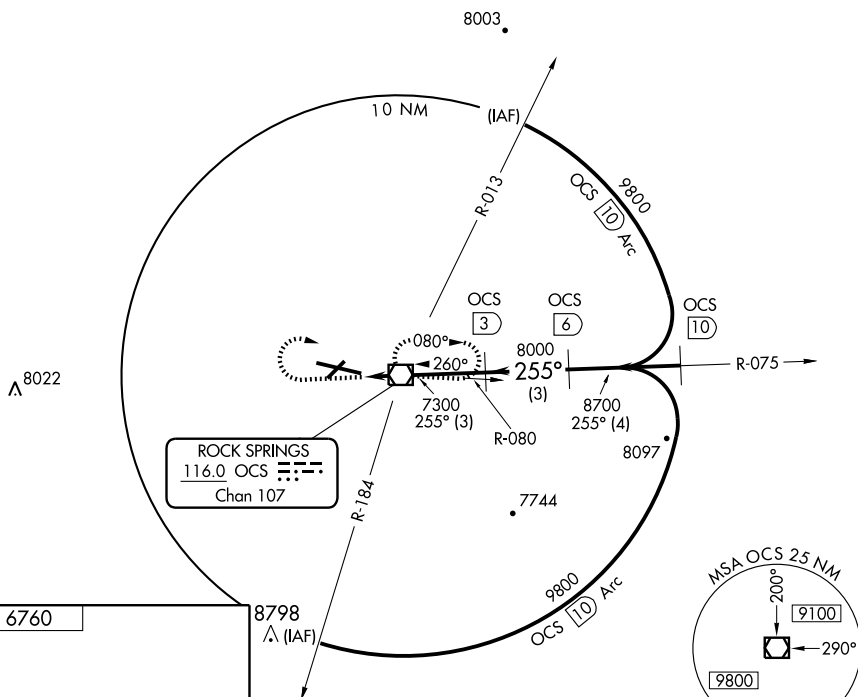 8003
10 NM
(IAF)
R-013
OCS 10 Arc
9800
OCS
3
OCS
6
OCS
10
080°
260°
8000
255°
(3)
R-075
8022
7300
255° (3)
8700
255° (4)
R-080
8097
ROCK SPRINGS
116.0 OCS
Chan 107
R-184
7744
9800
OCS 10 Arc
MSA OCS 25 NM
200°
9100
290°
9800
6760
8798
(IAF)